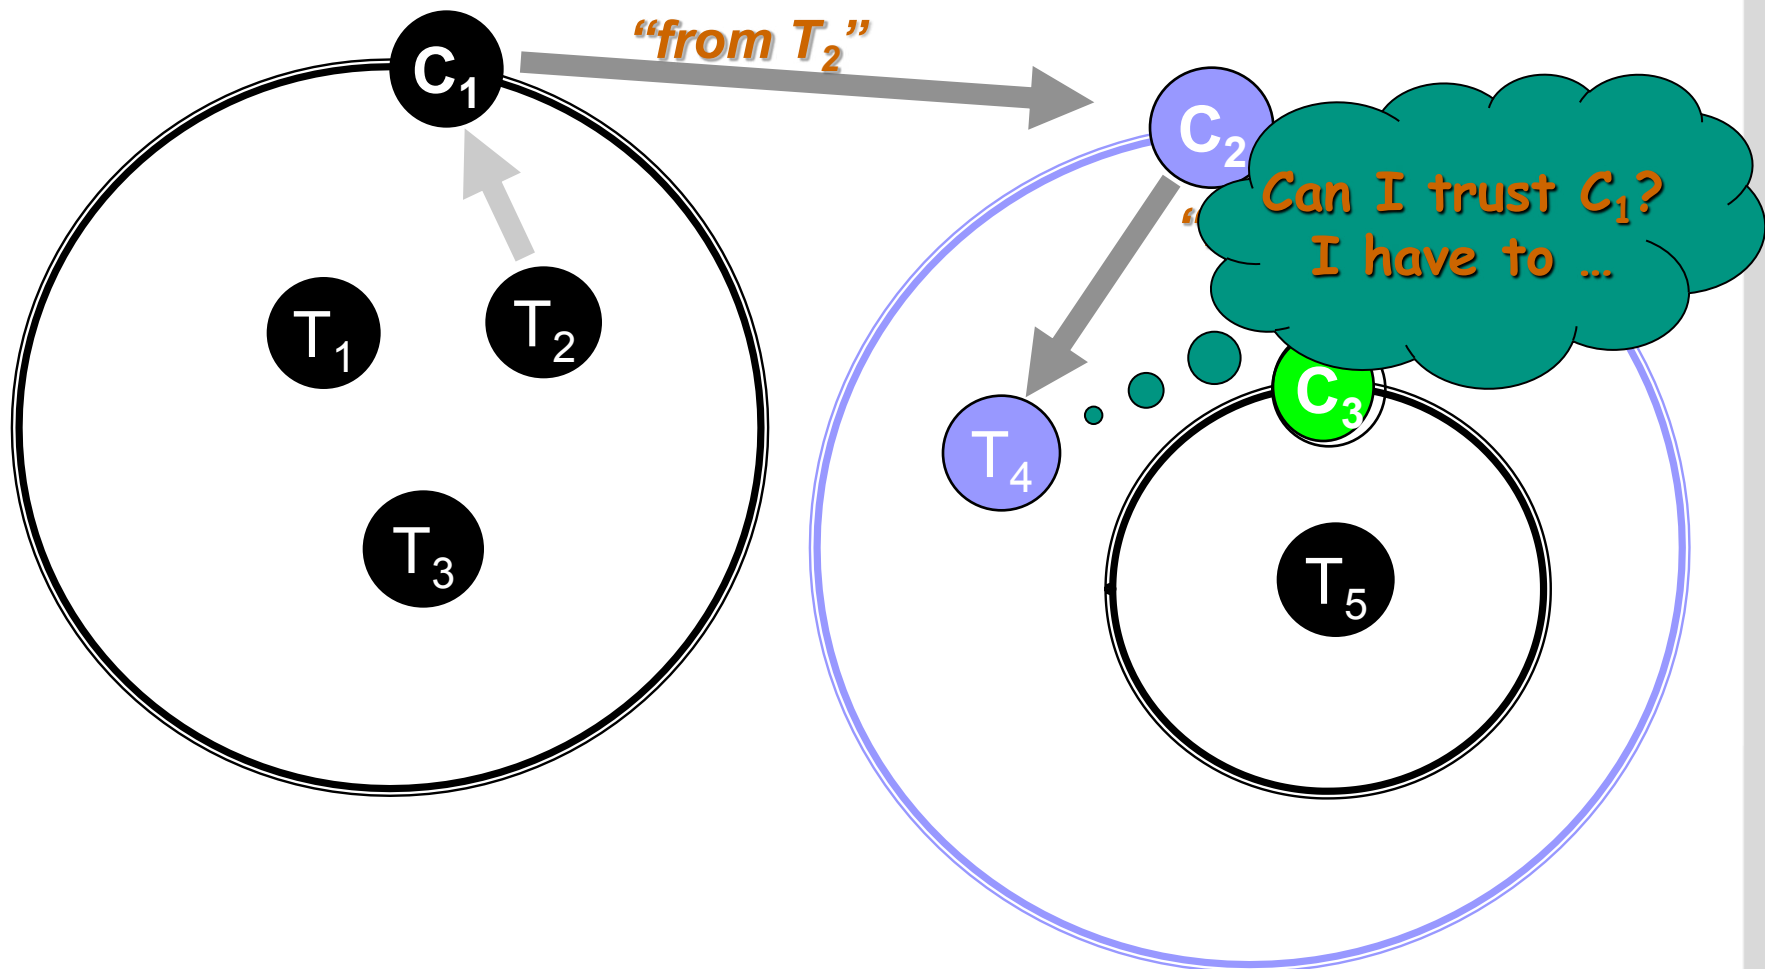 C₁
“from T₂”
C₂
“
Can I trust C₁?
I have to …
T₁
T₂
C₃
T₄
T₃
T₅